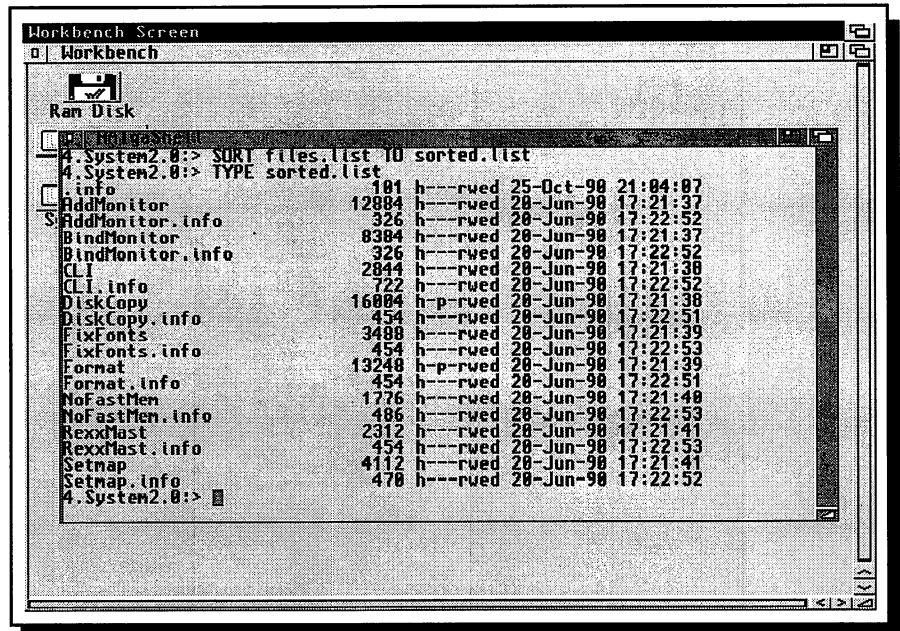 Workbench Screen
Workbench
Ram Disk
AmigaShell
4.System2.0:> SORT files.list TO sorted.list
4.System2.0:> TYPE sorted.list
.info 101 h---rwed 25-Oct-90 21:04:07
AddMonitor 12884 h---rwed 20-Jun-90 17:21:37
AddMonitor.info 326 h---rwed 20-Jun-90 17:22:52
BindMonitor 8384 h---rwed 20-Jun-90 17:21:37
BindMonitor.info 326 h---rwed 20-Jun-90 17:22:52
CLI 2844 h---rwed 20-Jun-90 17:21:38
CLI.info 722 h---rwed 20-Jun-90 17:22:52
DiskCopy 16004 h-p-rwed 20-Jun-90 17:21:38
DiskCopy.info 454 h---rwed 20-Jun-90 17:22:51
FixFonts 3480 h---rwed 20-Jun-90 17:21:39
FixFonts.info 454 h---rwed 20-Jun-90 17:22:53
Format 13248 h-p-rwed 20-Jun-90 17:21:39
Format.info 454 h---rwed 20-Jun-90 17:22:51
NoFastMem 1776 h---rwed 20-Jun-90 17:21:40
NoFastMem.info 486 h---rwed 20-Jun-90 17:22:53
RexxMast 2312 h---rwed 20-Jun-90 17:21:41
RexxMast.info 454 h---rwed 20-Jun-90 17:22:53
Setmap 4112 h---rwed 20-Jun-90 17:21:41
Setmap.info 470 h---rwed 20-Jun-90 17:22:52
4.System2.0:>